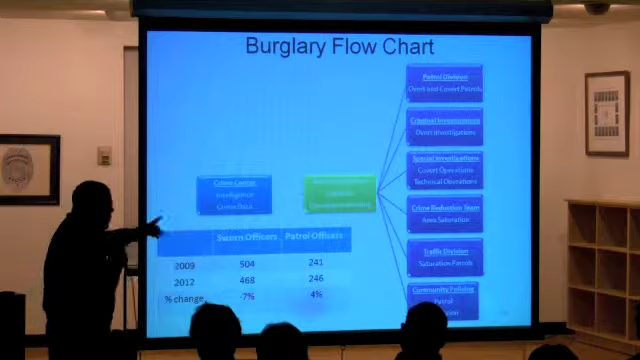 Burglary Flow Chart
Patrol Division
Overt and Covert Patrols
Criminal Investigations
Overt Investigations
Special Investigations
Covert Operations
Technical Operations
Crime Reduction Team
Area Saturation
Traffic Division
Saturation Patrols
Community Policing
Patrol
Crime Center
Intelligence
Crime Data
Sworn Officers Patrol Officers
2009 504 241
2012 468 246
% change -7% 4%